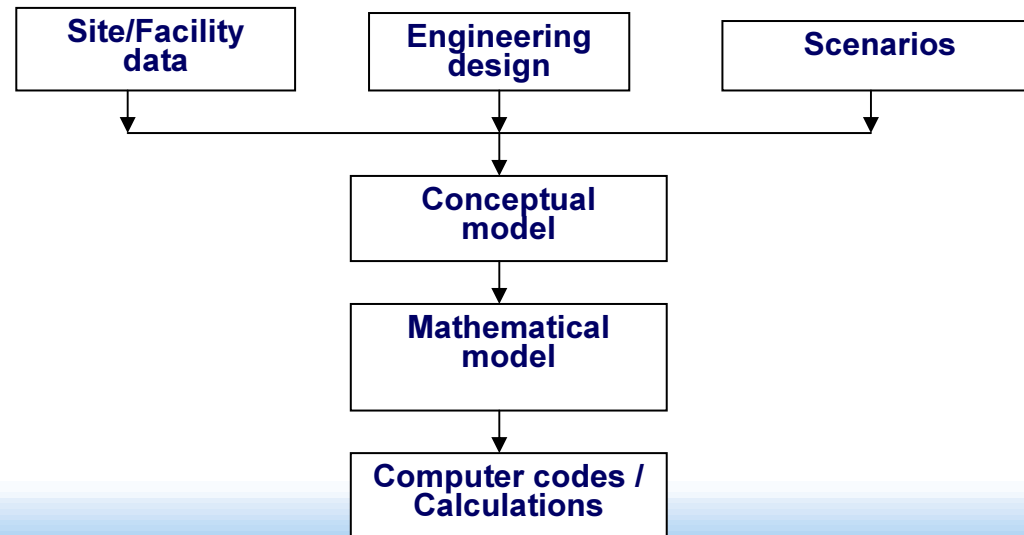 Site/Facility
data
Engineering
design
Scenarios
Conceptual
model
Mathematical
model
Computer codes /
Calculations